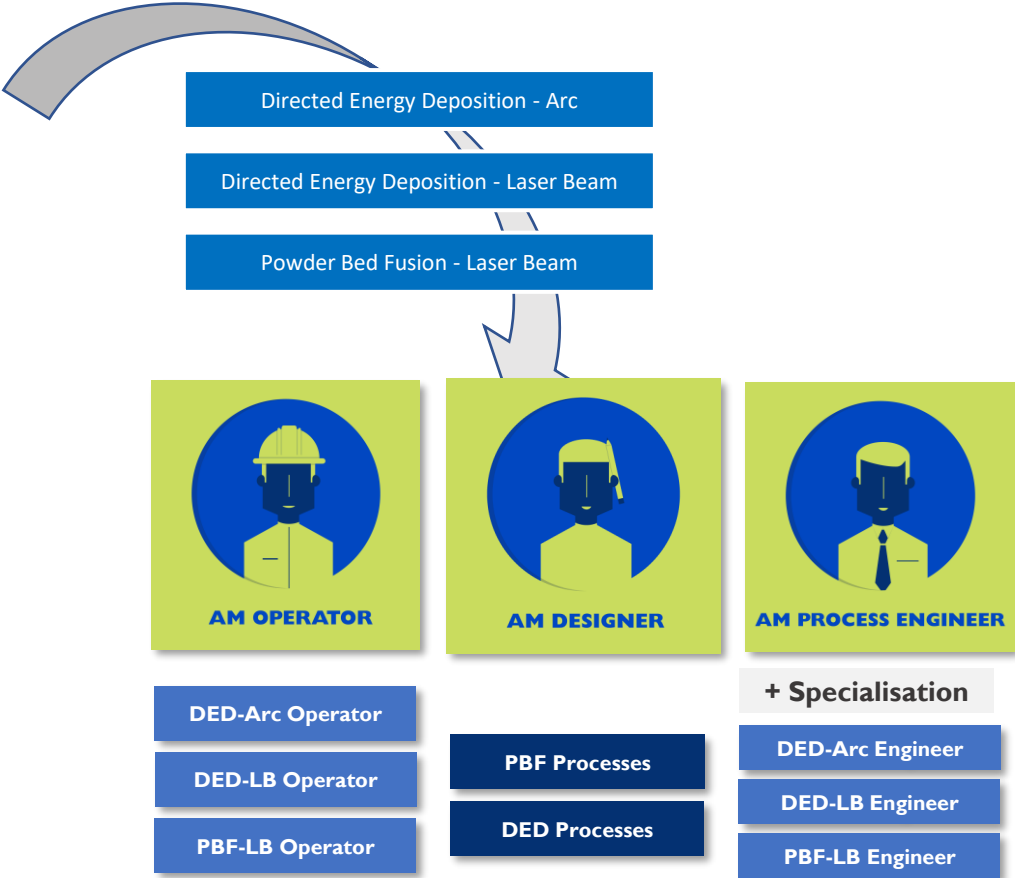 Directed Energy Deposition - Arc
Directed Energy Deposition - Laser Beam
Powder Bed Fusion - Laser Beam
AM OPERATOR
AM DESIGNER
AM PROCESS ENGINEER
DED-Arc Operator
DED-LB Operator
PBF-LB Operator
PBF Processes
DED Processes
+ Specialisation
DED-Arc Engineer
DED-LB Engineer
PBF-LB Engineer